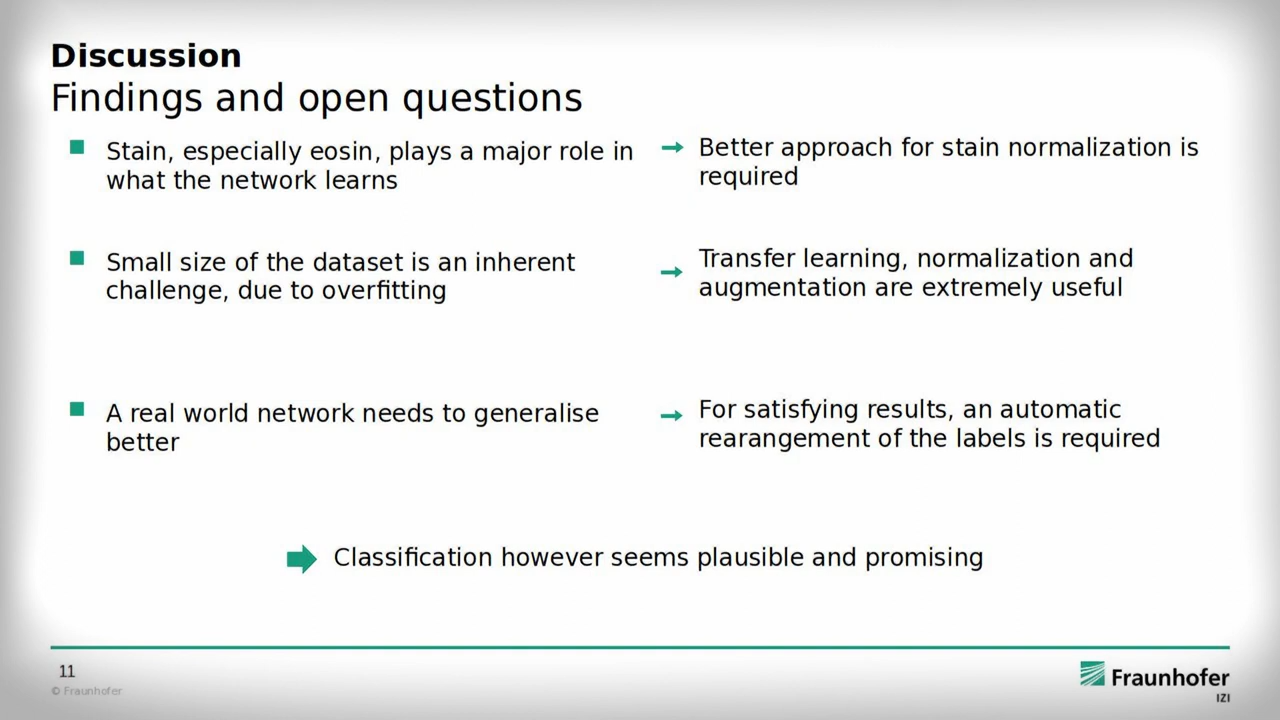 Discussion
Findings and open questions
Stain, especially eosin, plays a major role in
what the network learns
Better approach for stain normalization is
required
Small size of the dataset is an inherent
challenge, due to overfitting
Transfer learning, normalization and
augmentation are extremely useful
A real world network needs to generalise
better
For satisfying results, an automatic
rearangement of the labels is required
Classification however seems plausible and promising
11
© Fraunhofer
Fraunhofer
IZI